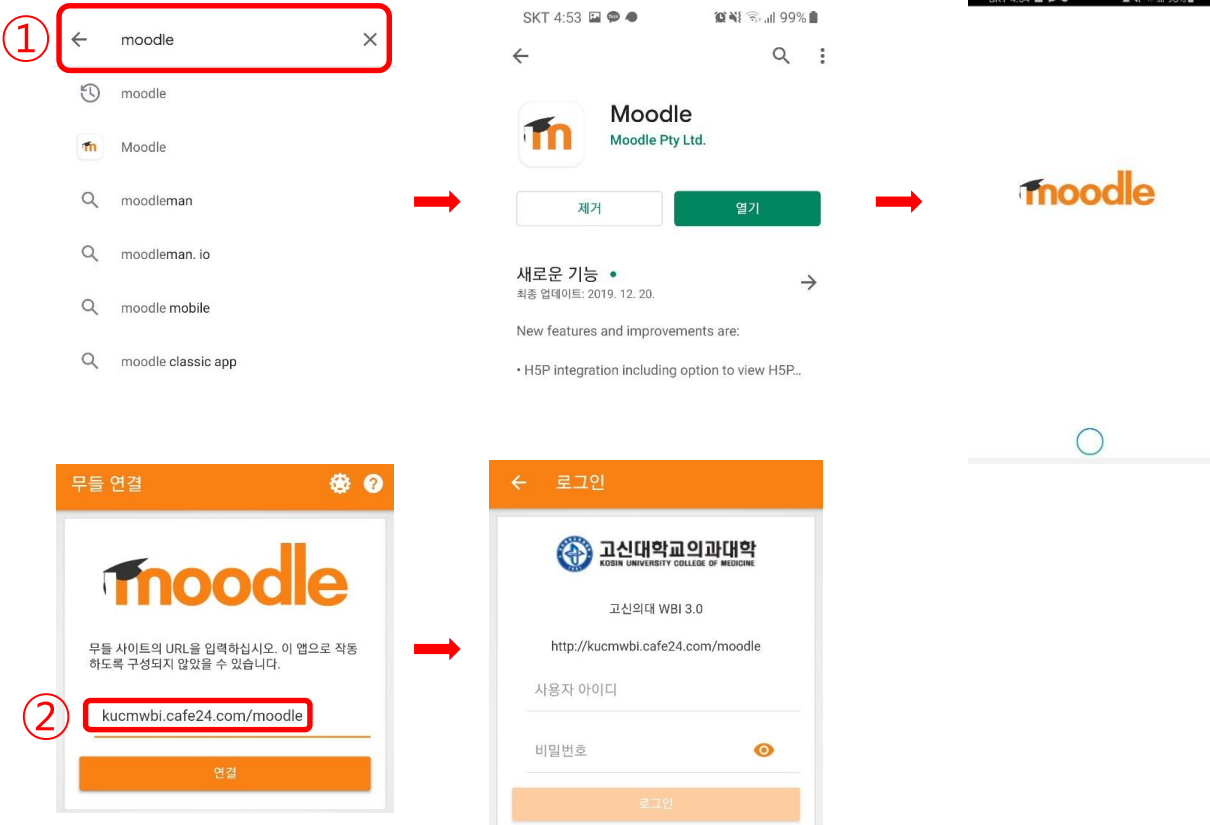 ①
moodle
moodle
Moodle
moodleman
moodleman. io
moodle mobile
moodle classic app
SKT 4:53
99%
Moodle
Moodle Pty Ltd.
제거
열기
새로운 기능
최종 업데이트: 2019. 12. 20.
New features and improvements are:
• H5P integration including option to view H5P...
moodle
무들 연결
moodle
무들 사이트의 URL을 입력하십시오. 이 앱으로 작동
하도록 구성되지 않았을 수 있습니다.
②
kucmwbi.cafe24.com/moodle
연결
로그인
고신대학교의과대학
KOSIN UNIVERSITY COLLEGE OF MEDICINE
고신의대 WBI 3.0
http://kucmwbi.cafe24.com/moodle
사용자 아이디
비밀번호
로그인